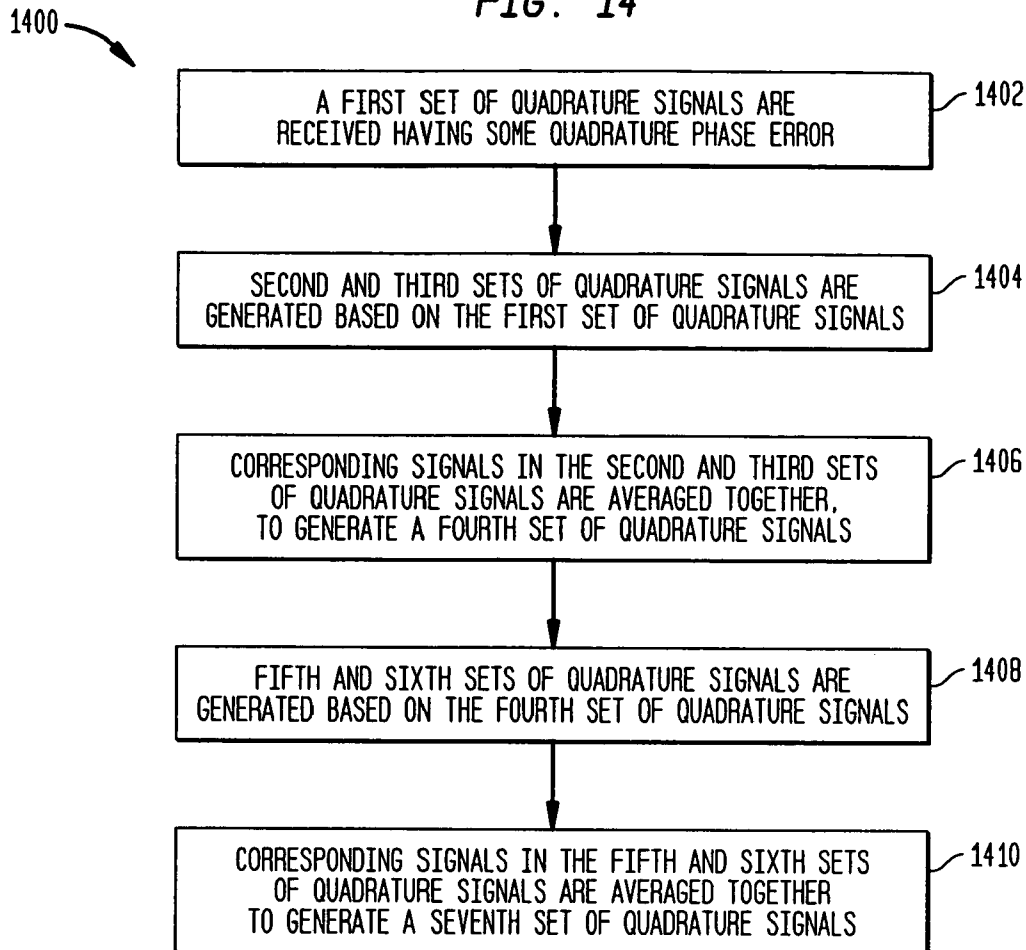 FIG. 14
1400
A FIRST SET OF QUADRATURE SIGNALS ARE
RECEIVED HAVING SOME QUADRATURE PHASE ERROR
1402
SECOND AND THIRD SETS OF QUADRATURE SIGNALS ARE
GENERATED BASED ON THE FIRST SET OF QUADRATURE SIGNALS
1404
CORRESPONDING SIGNALS IN THE SECOND AND THIRD SETS
OF QUADRATURE SIGNALS ARE AVERAGED TOGETHER,
TO GENERATE A FOURTH SET OF QUADRATURE SIGNALS
1406
FIFTH AND SIXTH SETS OF QUADRATURE SIGNALS ARE
GENERATED BASED ON THE FOURTH SET OF QUADRATURE SIGNALS
1408
CORRESPONDING SIGNALS IN THE FIFTH AND SIXTH SETS
OF QUADRATURE SIGNALS ARE AVERAGED TOGETHER
TO GENERATE A SEVENTH SET OF QUADRATURE SIGNALS
1410